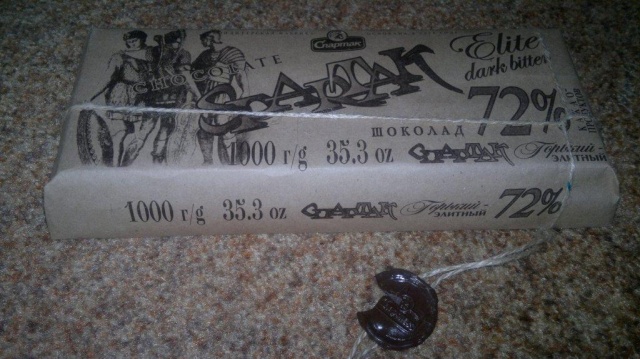 Спартак
CHOCOLATE
СПАРТАК
Elite
dark bitter
72%
ШОКОЛАД
1000 г/g 35.3 oz СПАРТАК Горький
ЭЛИТНЫЙ
1000 г/g 35.3 oz СПАРТАК Горький-
ЭЛИТНЫЙ 72%